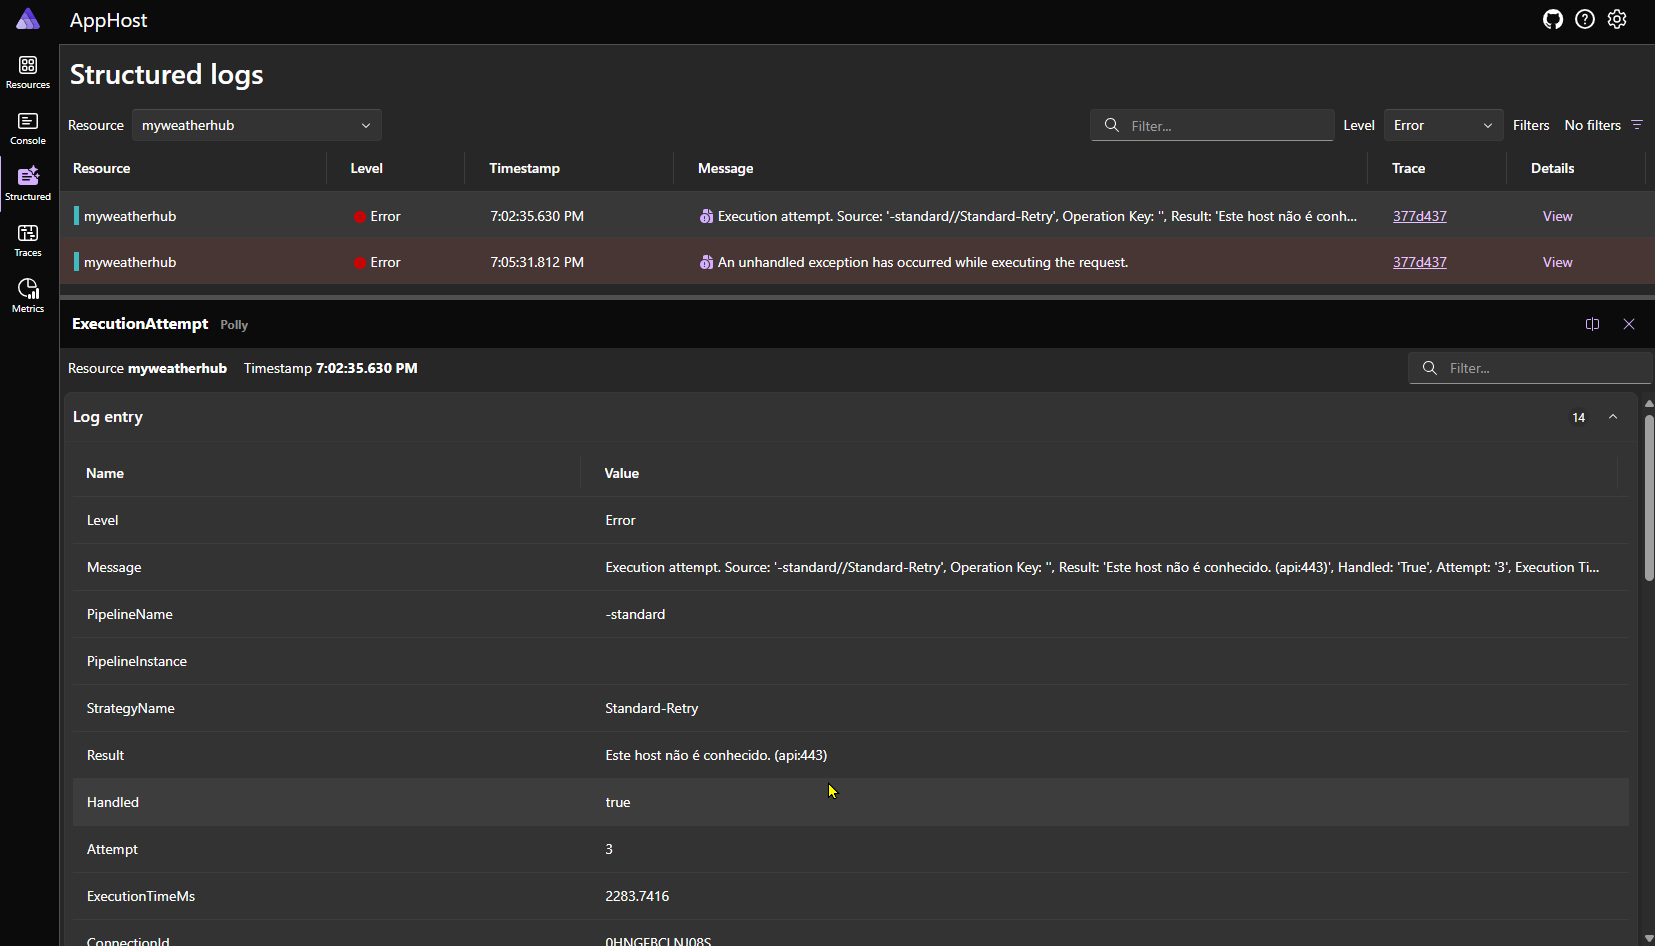 AppHost
Resources
Console
Structured
Traces
Metrics
Structured logs
Resource myweatherhub Filter... Level Error Filters No filters
Resource Level Timestamp Message Trace Details
myweatherhub Error 7:02:35.630 PM Execution attempt. Source: '-standard//Standard-Retry', Operation Key: '', Result: 'Este host não é conh... 377d437 View
myweatherhub Error 7:05:31.812 PM An unhandled exception has occurred while executing the request. 377d437 View
ExecutionAttempt Polly
Resource myweatherhub Timestamp 7:02:35.630 PM Filter...
Log entry 14
Name Value
Level Error
Message Execution attempt. Source: '-standard//Standard-Retry', Operation Key: '', Result: 'Este host não é conhecido. (api:443)', Handled: 'True', Attempt: '3', Execution Ti...
PipelineName -standard
PipelineInstance
StrategyName Standard-Retry
Result Este host não é conhecido. (api:443)
Handled true
Attempt 3
ExecutionTimeMs 2283.7416
ConnectionId